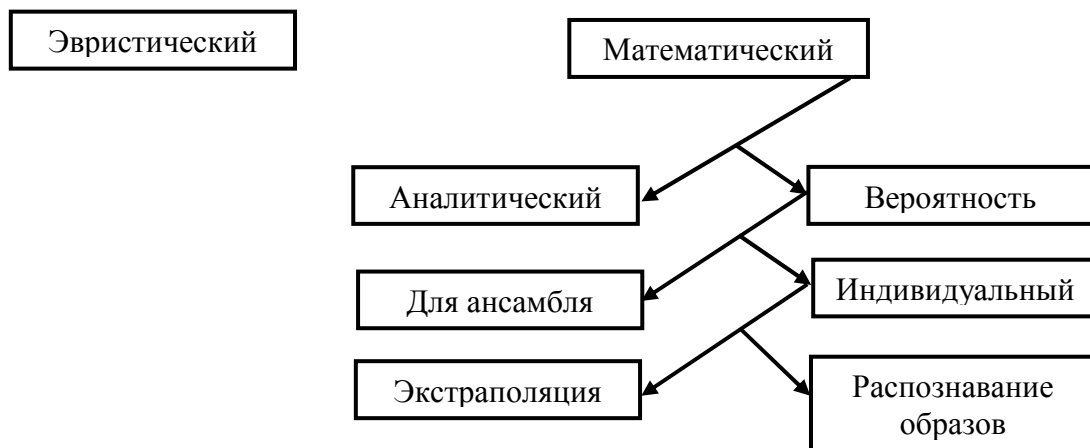 Эвристический
Математический
Аналитический
Вероятность
Для ансамбля
Индивидуальный
Экстраполяция
Распознавание
образов